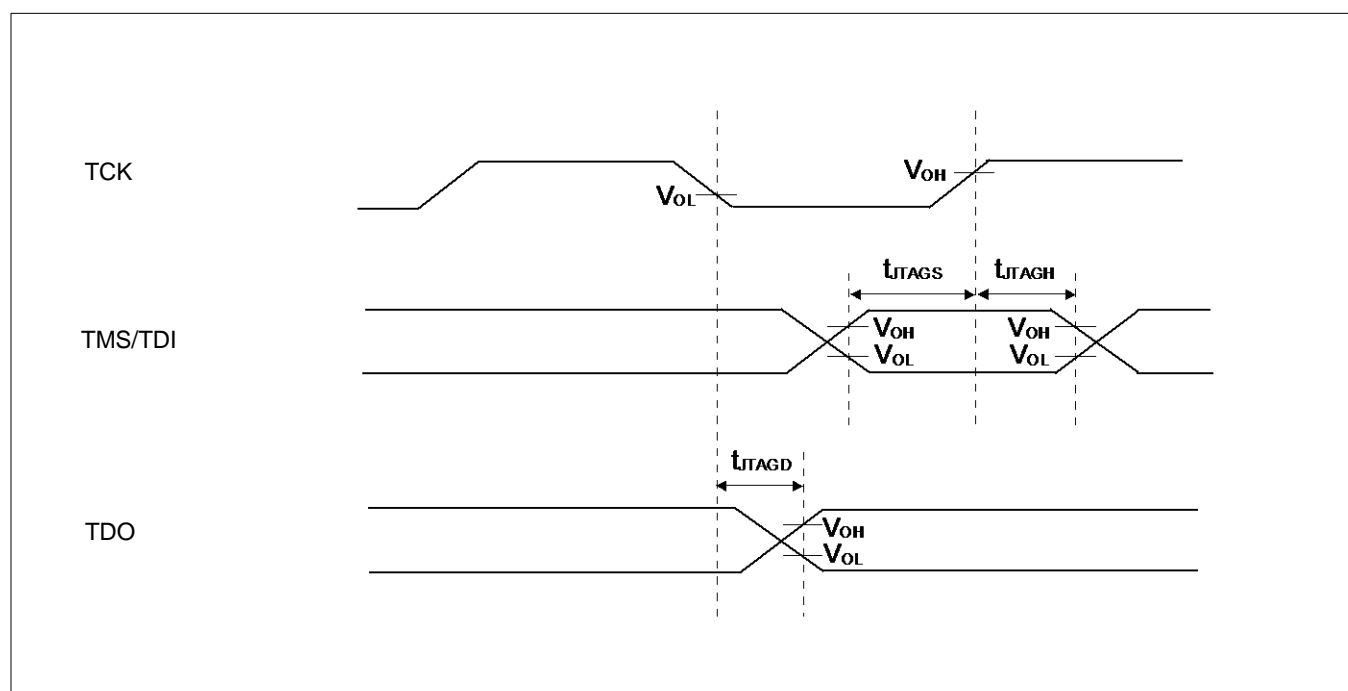 TCK
VOL
VOH
tJTAGS
tJTAGH
TMS/TDI
VOH
VOL
VOH
VOL
tJTAGD
TDO
VOH
VOL